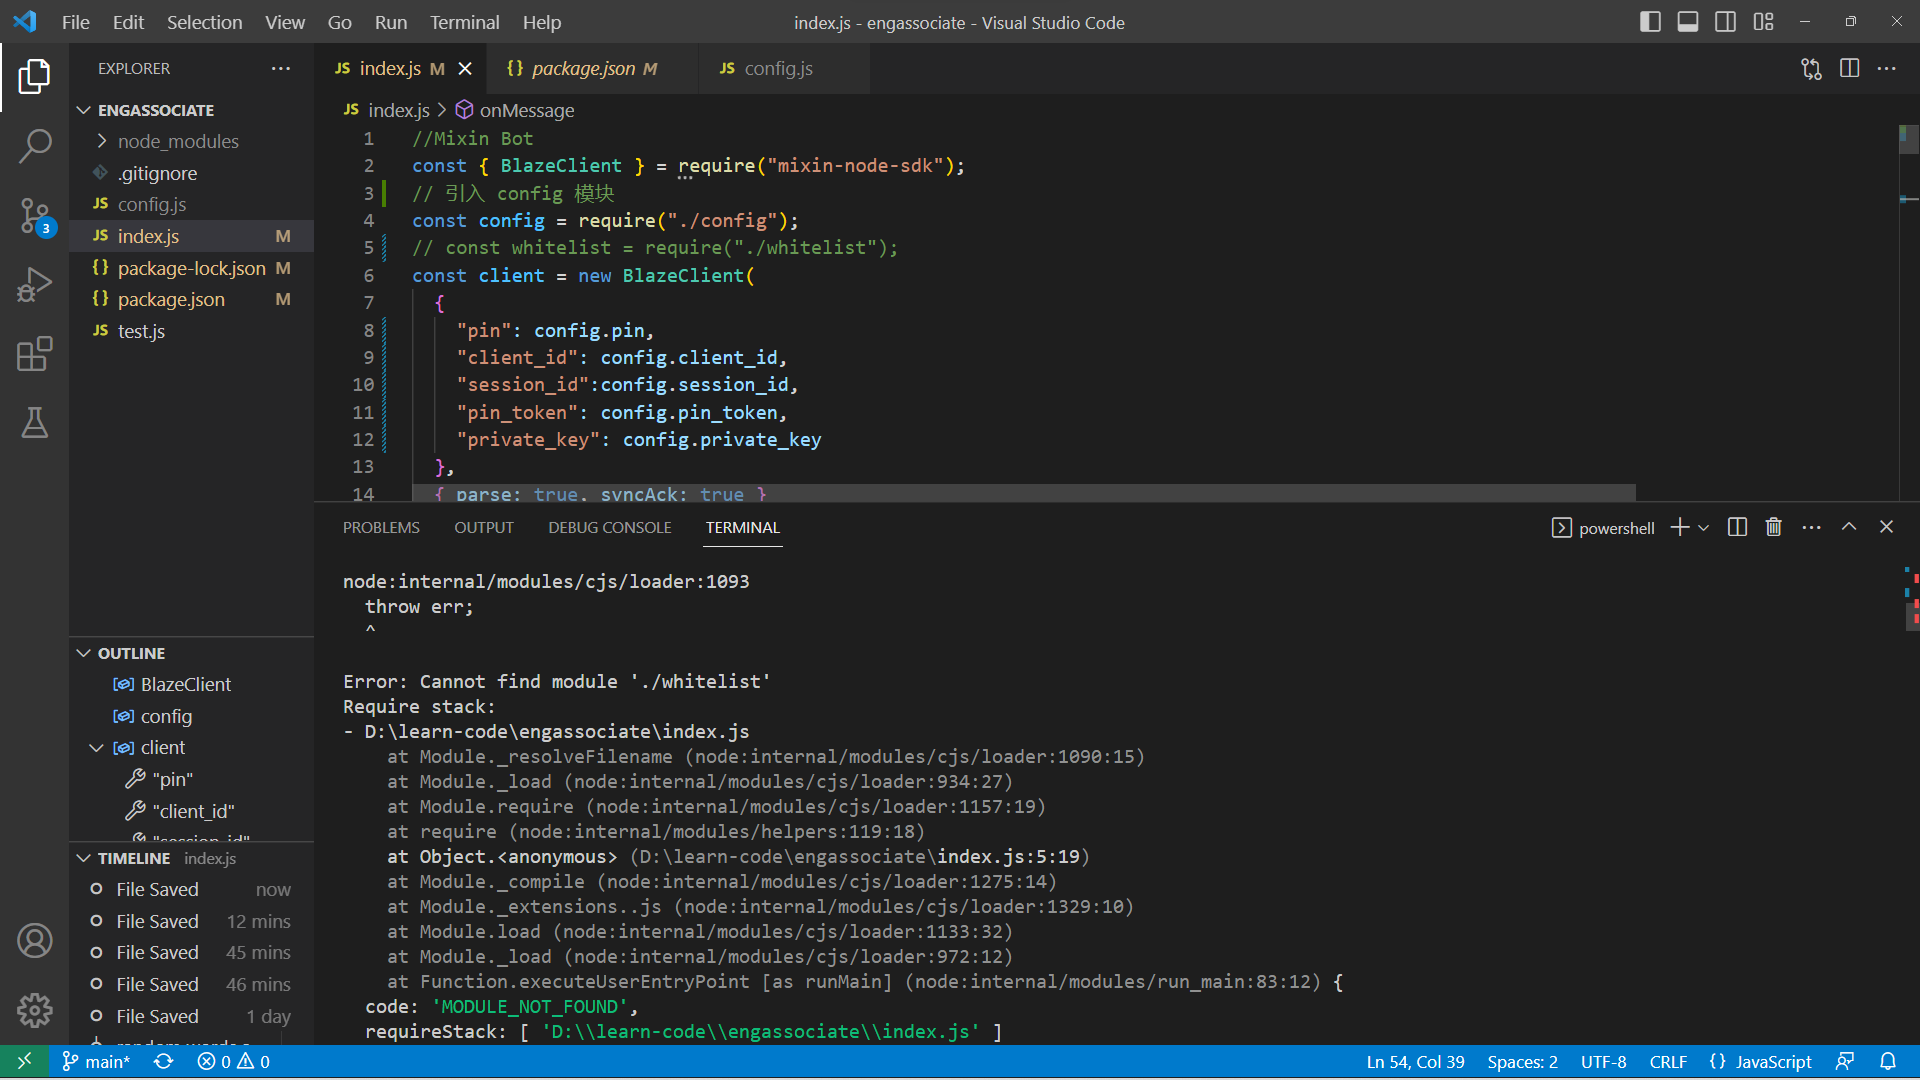 File Edit Selection View Go Run Terminal Help
index.js - engassociate - Visual Studio Code
EXPLORER
ENGASSOCIATE
node_modules
.gitignore
JS config.js
JS index.js M
{} package-lock.json M
{} package.json M
JS test.js
3
OUTLINE
BlazeClient
config
client
"pin"
"client_id"
"session_id"
TIMELINE index.js
File Saved now
File Saved 12 mins
File Saved 45 mins
File Saved 46 mins
File Saved 1 day
JS index.js M
{} package.json M
JS config.js
JS index.js > onMessage
1 //Mixin Bot
2 const { BlazeClient } = require("mixin-node-sdk");
3 // 引入 config 模块
4 const config = require("./config");
5 // const whitelist = require("./whitelist");
6 const client = new BlazeClient(
7 {
8 "pin": config.pin,
9 "client_id": config.client_id,
10 "session_id":config.session_id,
11 "pin_token": config.pin_token,
12 "private_key": config.private_key
13 },
14 { parse: true, syncAck: true }
PROBLEMS OUTPUT DEBUG CONSOLE TERMINAL
powershell
node:internal/modules/cjs/loader:1093
throw err;
^
Error: Cannot find module './whitelist'
Require stack:
- D:\learn-code\engassociate\index.js
at Module._resolveFilename (node:internal/modules/cjs/loader:1090:15)
at Module._load (node:internal/modules/cjs/loader:934:27)
at Module.require (node:internal/modules/cjs/loader:1157:19)
at require (node:internal/modules/helpers:119:18)
at Object.<anonymous> (D:\learn-code\engassociate\index.js:5:19)
at Module._compile (node:internal/modules/cjs/loader:1275:14)
at Module._extensions..js (node:internal/modules/cjs/loader:1329:10)
at Module.load (node:internal/modules/cjs/loader:1133:32)
at Module._load (node:internal/modules/cjs/loader:972:12)
at Function.executeUserEntryPoint [as runMain] (node:internal/modules/run_main:83:12) {
code: 'MODULE_NOT_FOUND',
requireStack: [ 'D:\\learn-code\\engassociate\\index.js' ]
main* 0 0
Ln 54, Col 39 Spaces: 2 UTF-8 CRLF {} JavaScript